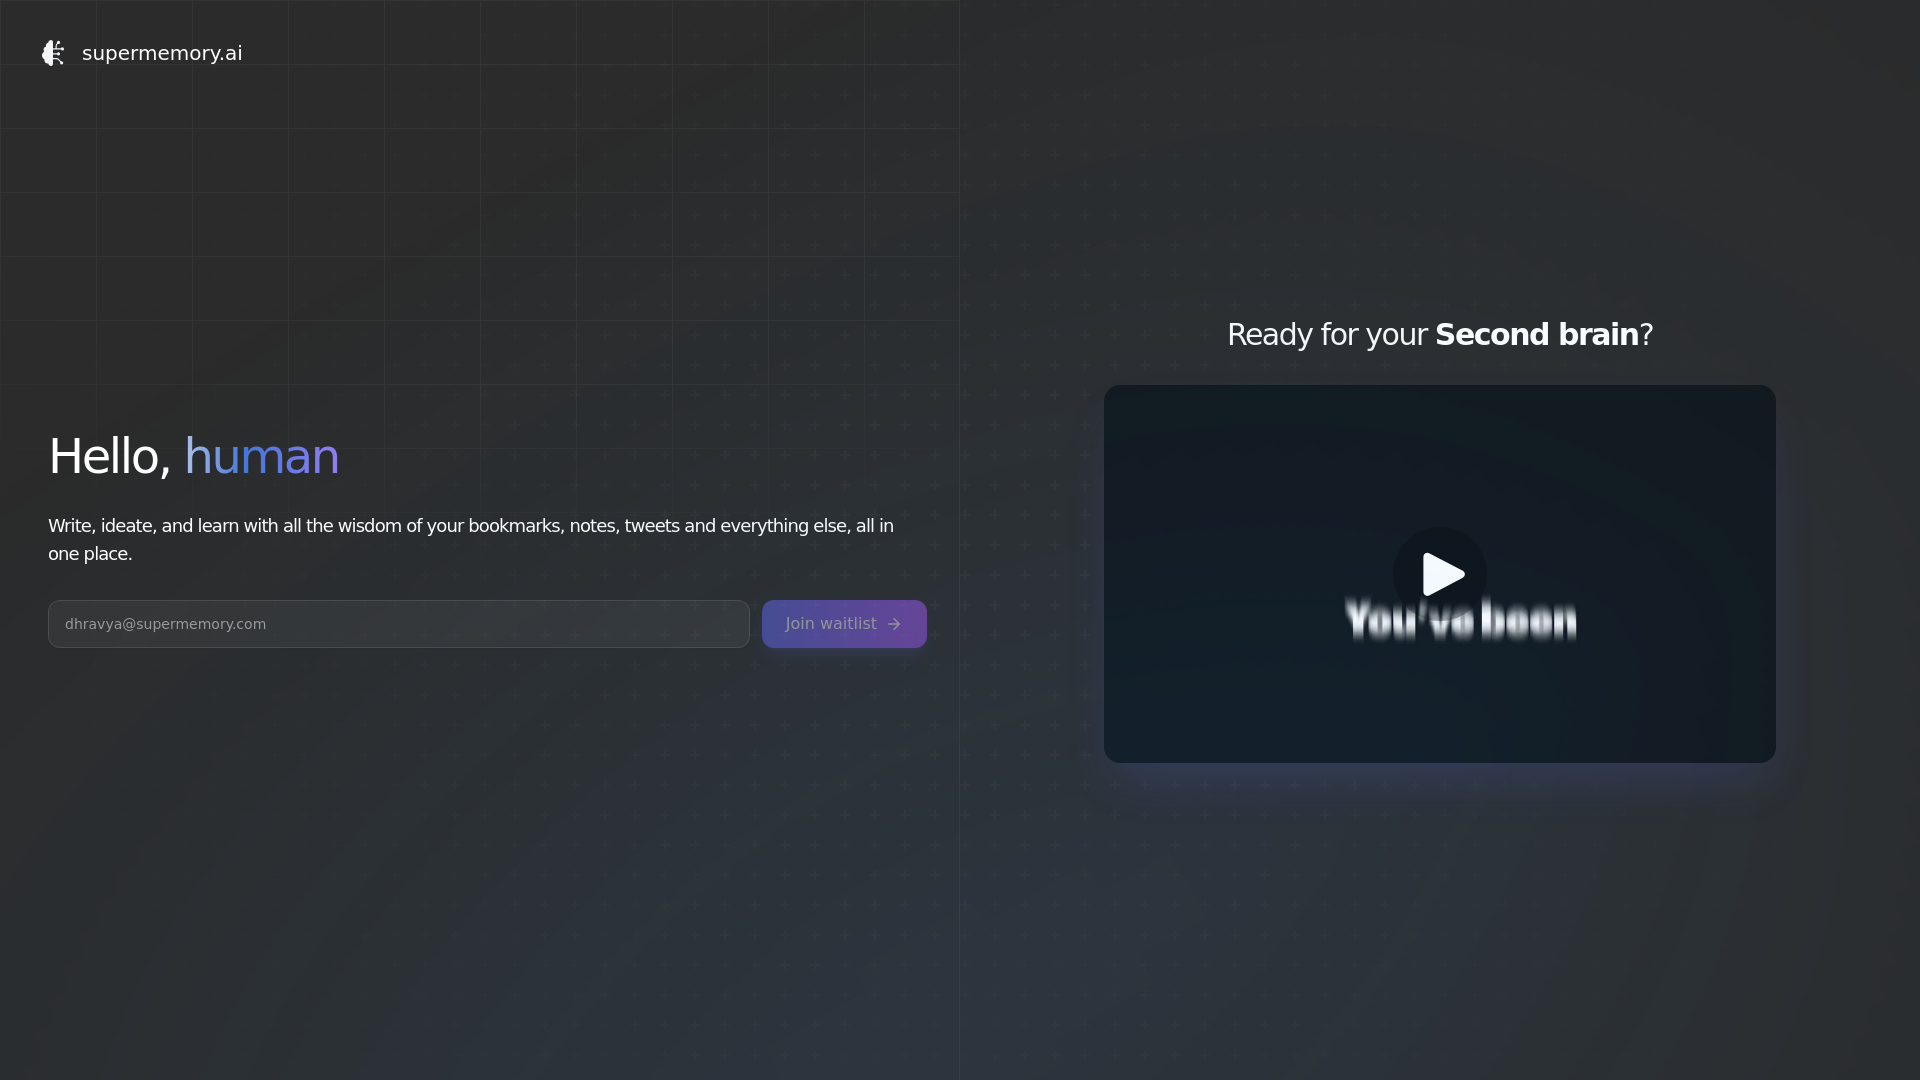 supermemory.ai
Hello, human
Write, ideate, and learn with all the wisdom of your bookmarks, notes, tweets and everything else, all in
one place.
dhravya@supermemory.com
Join waitlist
Ready for your Second brain?
You've been